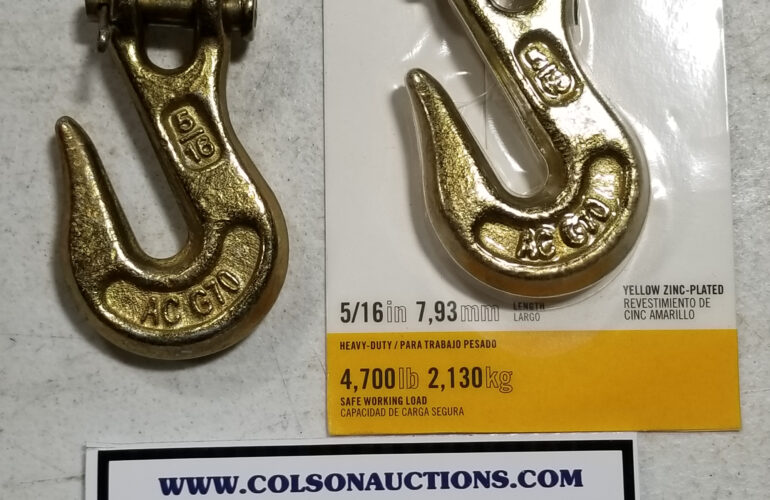 5/16
AC G70
5/16
AC G70
5/16in 7,93mm LENGTH
LARGO
YELLOW ZINC-PLATED
REVESTIMIENTO DE
CINC AMARILLO
HEAVY-DUTY / PARA TRABAJO PESADO
4,700lb 2,130kg
SAFE WORKING LOAD
CAPACIDAD DE CARGA SEGURA
WWW.COLSONAUCTIONS.COM